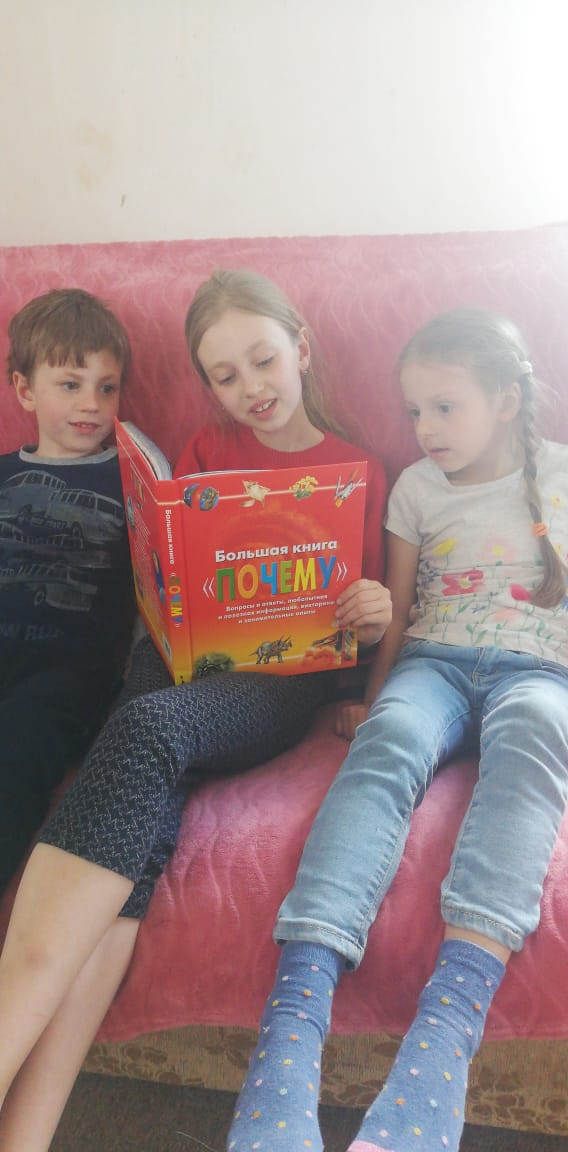 Большая книга
«ПОЧЕМУ»
Вопросы и ответы, любопытная
и полезная информация, викторины
и занимательные опыты
Большая книга «ПОЧЕМУ»